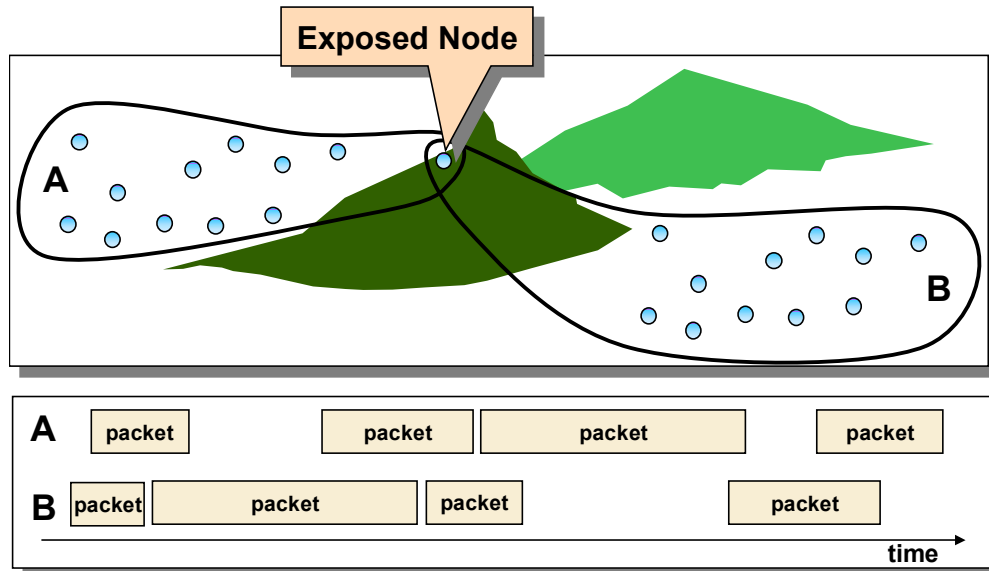 Exposed Node
A
B
A packet packet packet packet
B packet packet packet packet
time